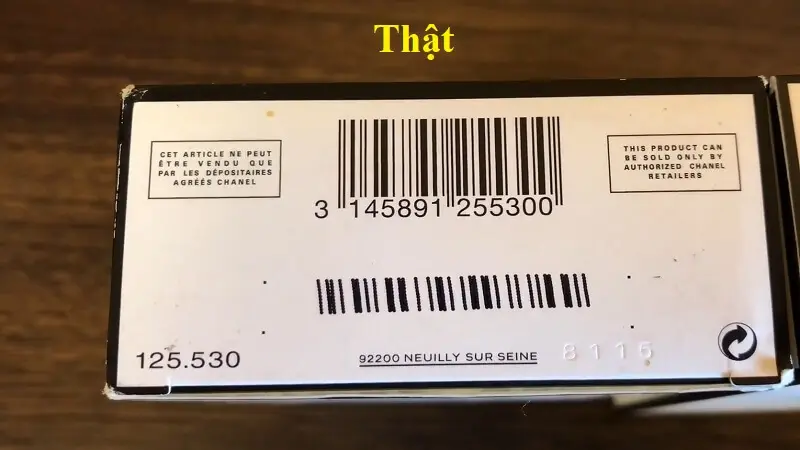 Thật
CET ARTICLE NE PEUT
ÊTRE VENDU QUE
PAR LES DÉPOSITAIRES
AGRÉÉS CHANEL
THIS PRODUCT CAN
BE SOLD ONLY BY
AUTHORIZED CHANEL
RETAILERS
3 145891 255300
125.530
92200 NEUILLY SUR SEINE
8115